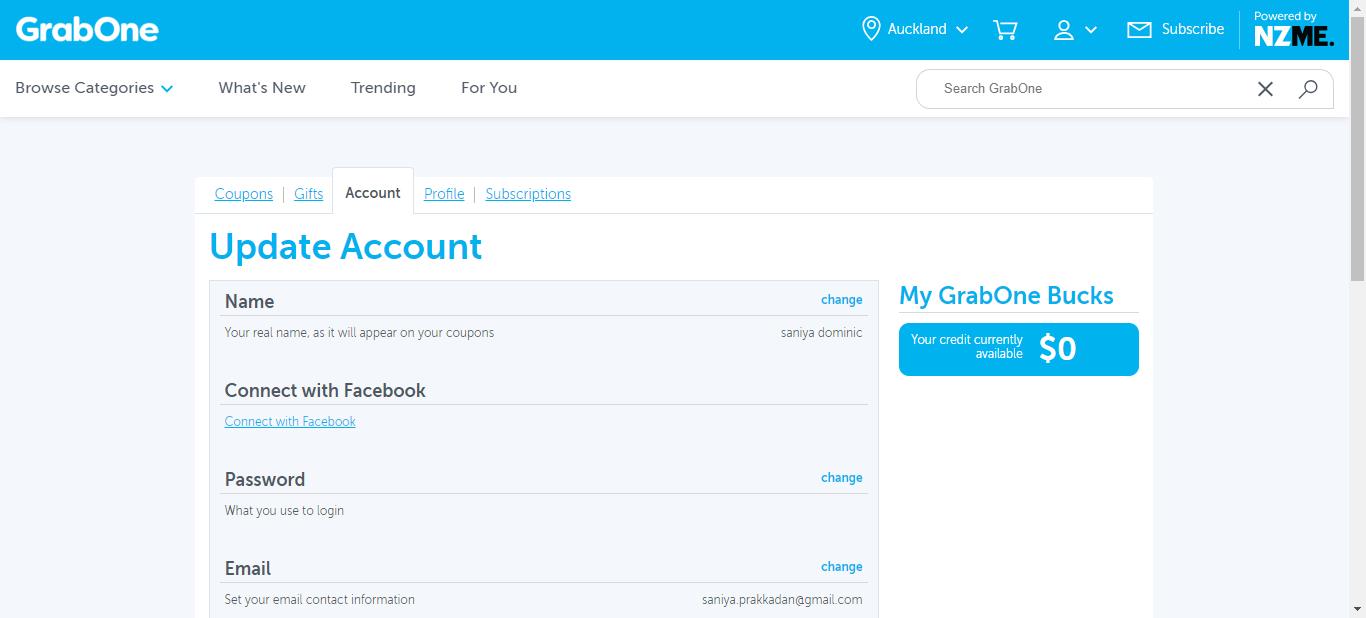 GrabOne
Auckland
Subscribe
Powered by
NZME.
Browse Categories
What's New
Trending
For You
Search GrabOne
Coupons
Gifts
Account
Profile
Subscriptions
Update Account
Name
change
Your real name, as it will appear on your coupons
saniya dominic
Connect with Facebook
Connect with Facebook
Password
change
What you use to login
Email
change
Set your email contact information
saniya.prakkadan@gmail.com
My GrabOne Bucks
Your credit currently
available
$0